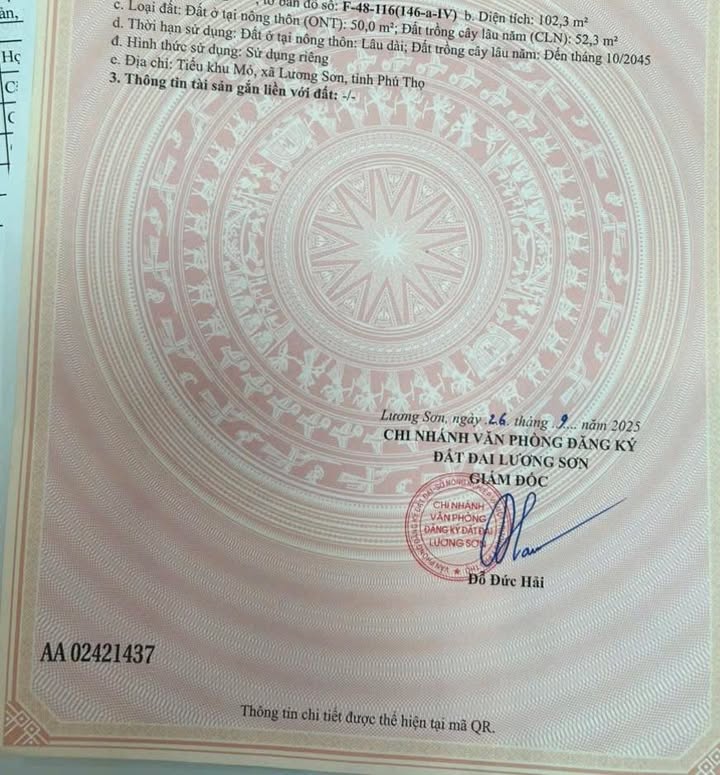 àn,
Họ
tờ bản đồ số: F-48-116(146-a-IV) b. Diện tích: 102,3 m²
c. Loại đất: Đất ở tại nông thôn (ONT): 50,0 m²; Đất trồng cây lâu năm (CLN): 52,3 m²
d. Thời hạn sử dụng: Đất ở tại nông thôn: Lâu dài; Đất trồng cây lâu năm: Đến tháng 10/2045
đ. Hình thức sử dụng: Sử dụng riêng
e. Địa chỉ: Tiểu khu Mỏ, xã Lương Sơn, tỉnh Phú Thọ
3. Thông tin tài sản gắn liền với đất: -/-
Lương Sơn, ngày .26. tháng .9... năm 2025
CHI NHÁNH VĂN PHÒNG ĐĂNG KÝ
ĐẤT ĐAI LƯƠNG SƠN
GIÁM ĐỐC
CHI NHÁNH
VĂN PHÒNG
ĐĂNG KÝ ĐẤT ĐAI
LƯƠNG SƠN
Đỗ Đức Hải
AA 02421437
Thông tin chi tiết được thể hiện tại mã QR.